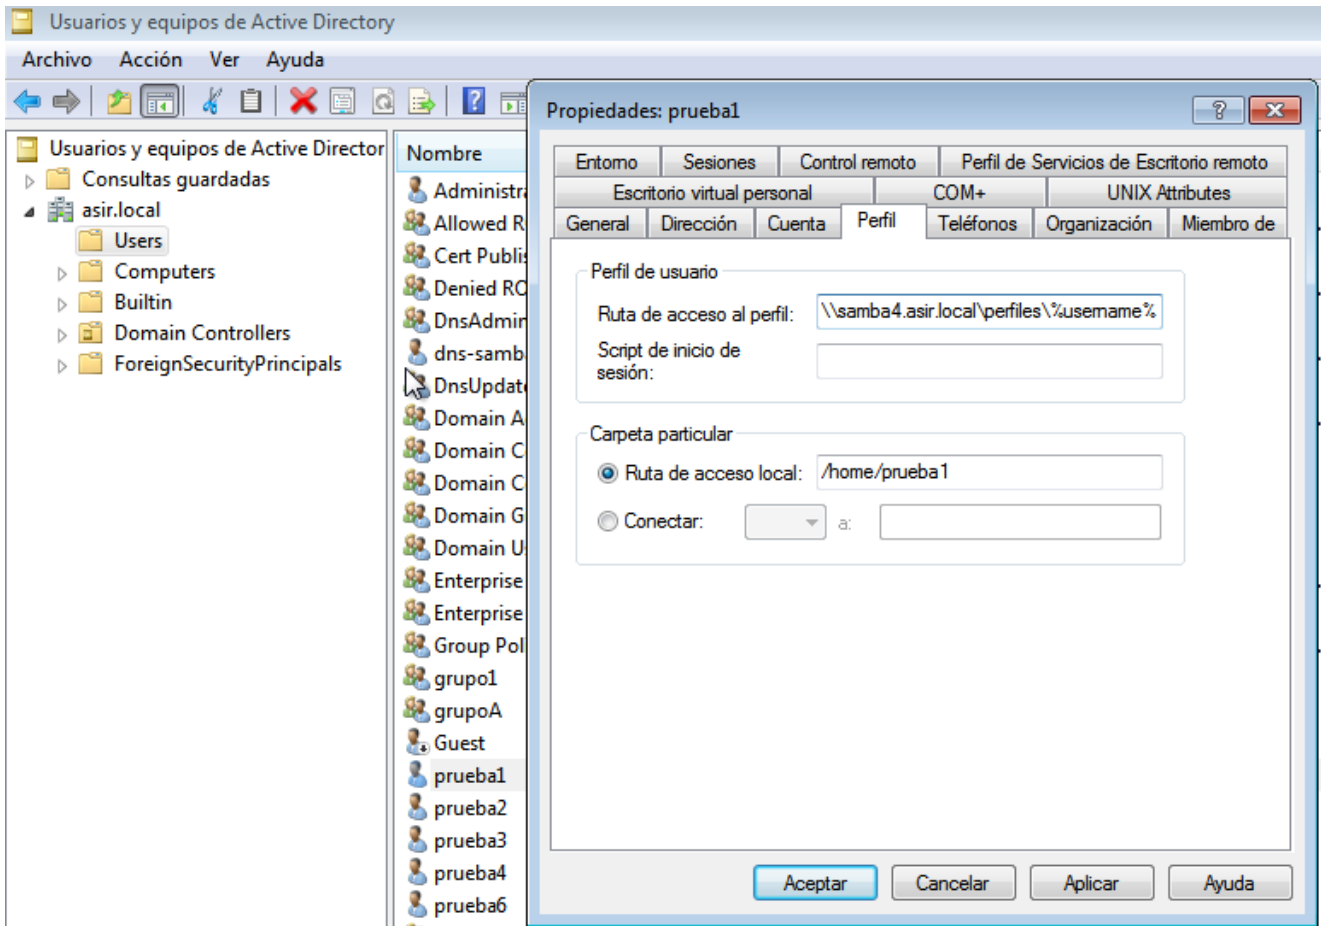 Usuarios y equipos de Active Directory
Archivo Acción Ver Ayuda
Usuarios y equipos de Active Director
Consultas guardadas
asir.local
Users
Computers
Builtin
Domain Controllers
ForeignSecurityPrincipals
Nombre
Administra
Allowed R
Cert Publis
Denied RO
DnsAdmin
dns-samb
DnsUpdate
Domain A
Domain C
Domain C
Domain G
Domain U
Enterprise
Enterprise
Group Pol
grupo1
grupoA
Guest
prueba1
prueba2
prueba3
prueba4
prueba6
Propiedades: prueba1
Entorno Sesiones Control remoto Perfil de Servicios de Escritorio remoto
Escritorio virtual personal COM+ UNIX Attributes
General Dirección Cuenta Perfil Teléfonos Organización Miembro de
Perfil de usuario
Ruta de acceso al perfil: \\samba4.asir.local\perfiles\%username%
Script de inicio de
sesión:
Carpeta particular
Ruta de acceso local: /home/prueba1
Conectar: a:
Aceptar Cancelar Aplicar Ayuda